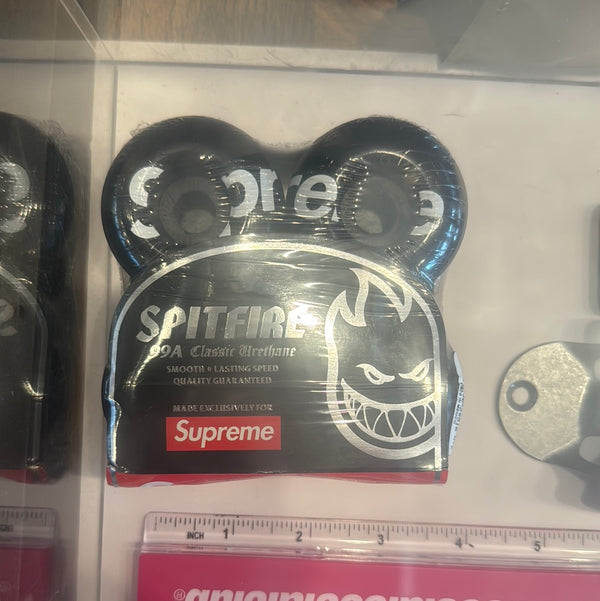 Supreme
SPITFIRE
99A Classic Urethane
SMOOTH • LASTING SPEED
QUALITY GUARANTEED
MADE EXCLUSIVELY FOR
Supreme
INCH 1 2 3 4 5